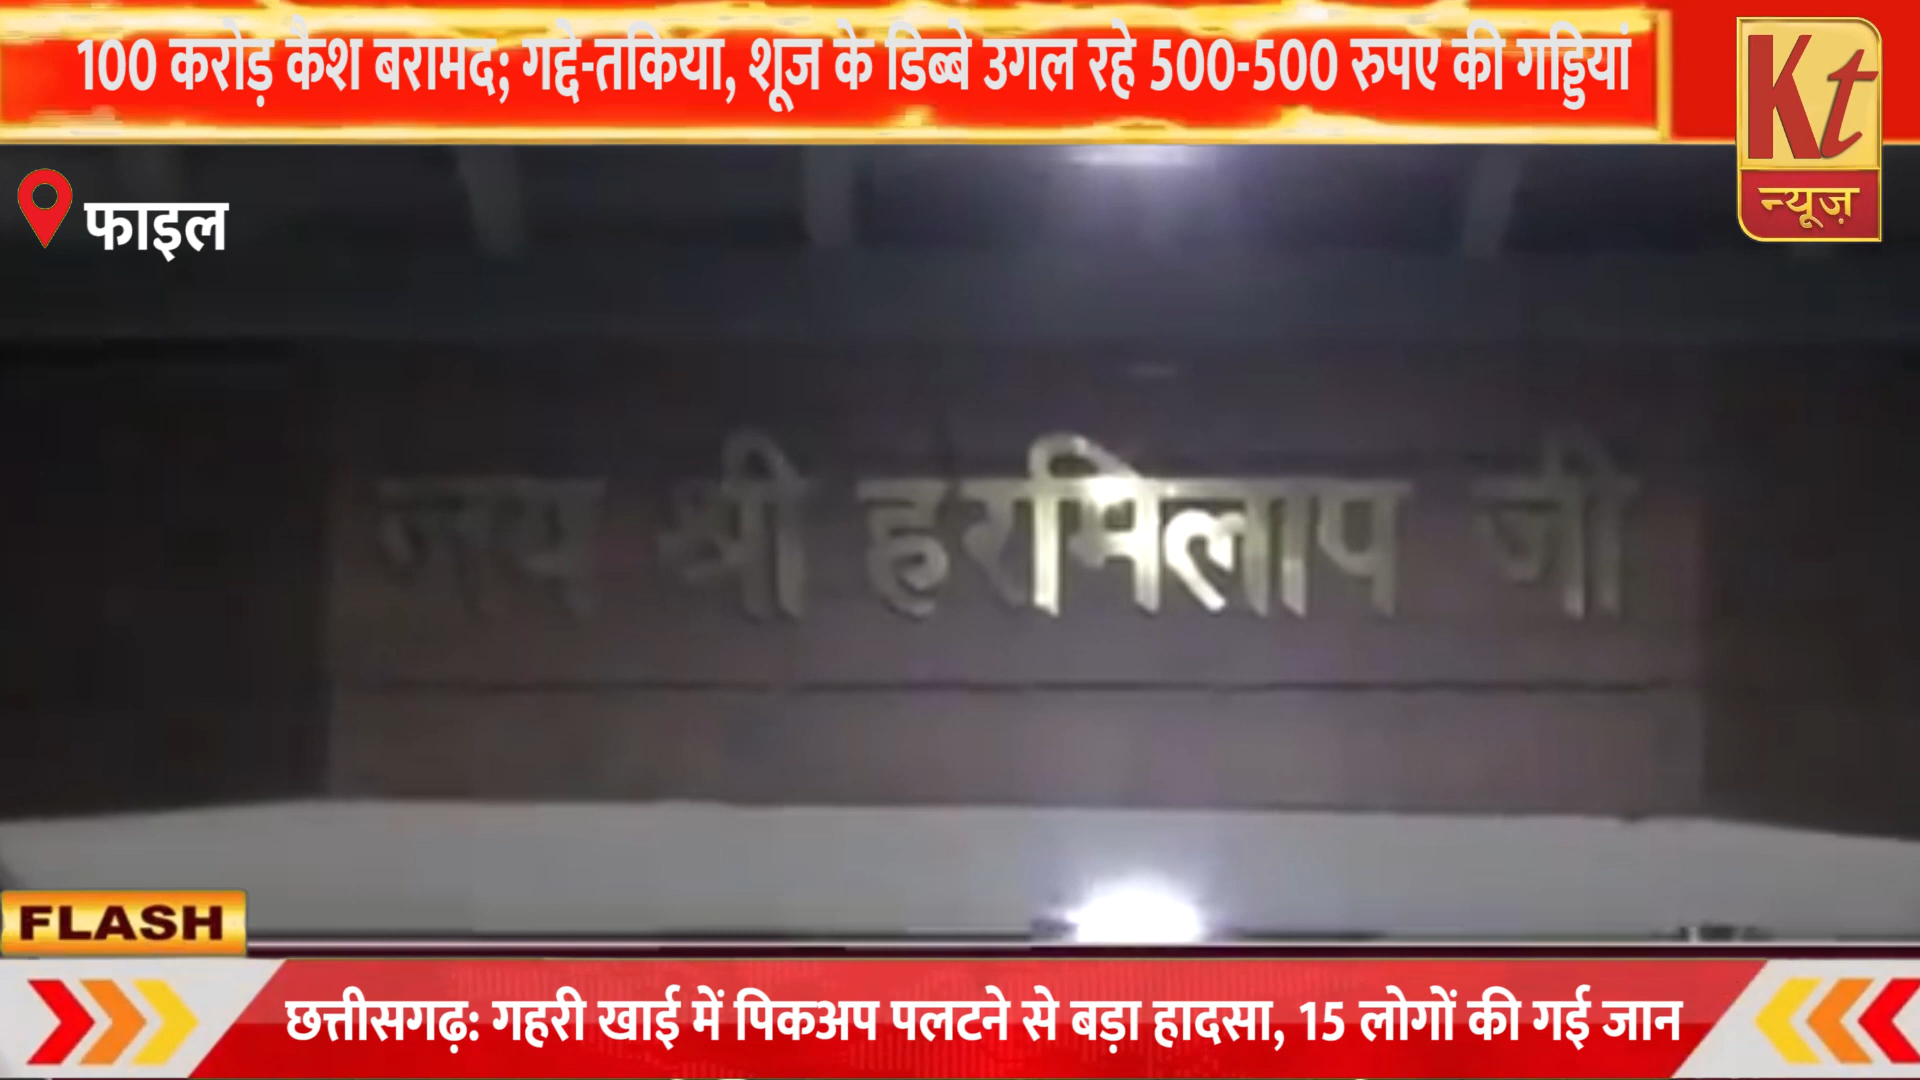 100 करोड़ कैश बरामद; गद्दे-तकिया, शूज के डिब्बे उगल रहे 500-500 रुपए की गड्डियां
Kt
न्यूज़
फाइल
जय श्री हरमिलाप जी
FLASH
छत्तीसगढ़: गहरी खाई में पिकअप पलटने से बड़ा हादसा, 15 लोगों की गई जान